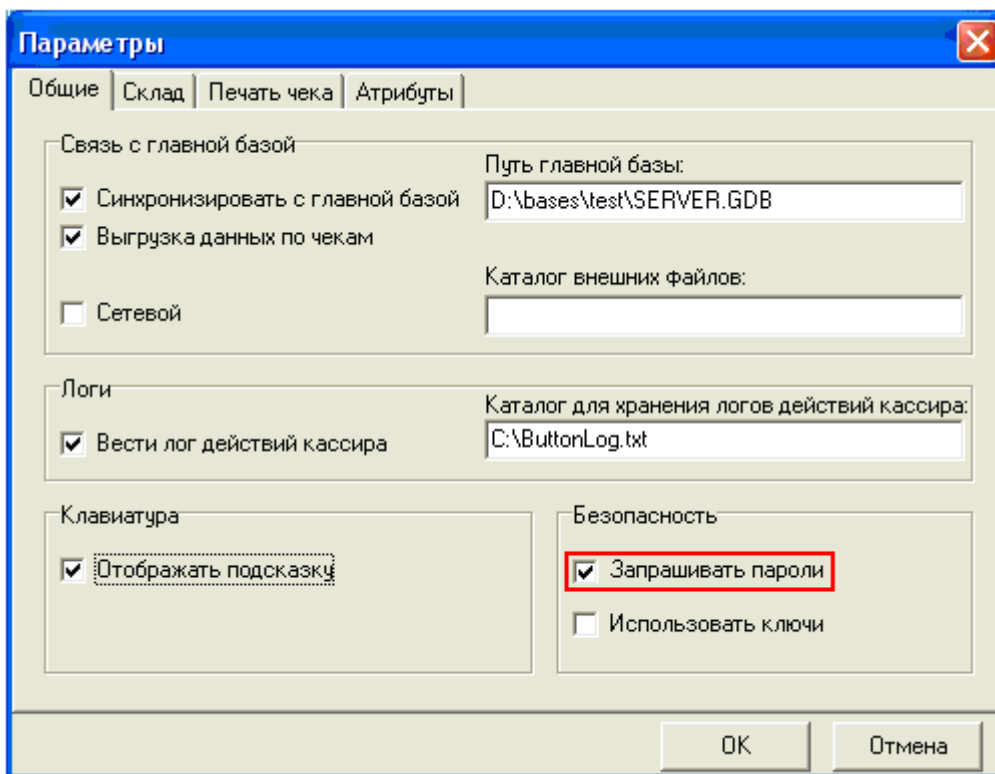 Параметры
Общие Склад Печать чека Атрибуты
Связь с главной базой
Путь главной базы:
Синхронизировать с главной базой D:\bases\test\SERVER.GDB
Выгрузка данных по чекам
Каталог внешних файлов:
Сетевой
Логи
Каталог для хранения логов действий кассира:
Вести лог действий кассира C:\ButtonLog.txt
Клавиатура Безопасность
Отображать подсказку Запрашивать пароли
Использовать ключи
OK Отмена